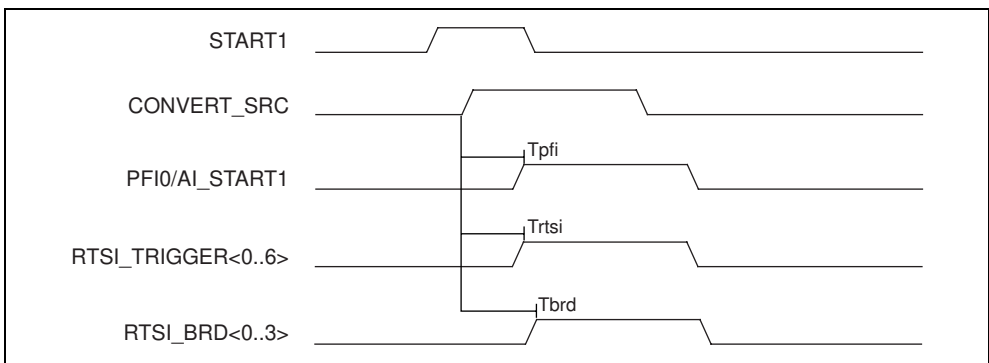 START1
CONVERT_SRC
Tpfi
PFI0/AI_START1
Trtsi
RTSI_TRIGGER<0..6>
Tbrd
RTSI_BRD<0..3>